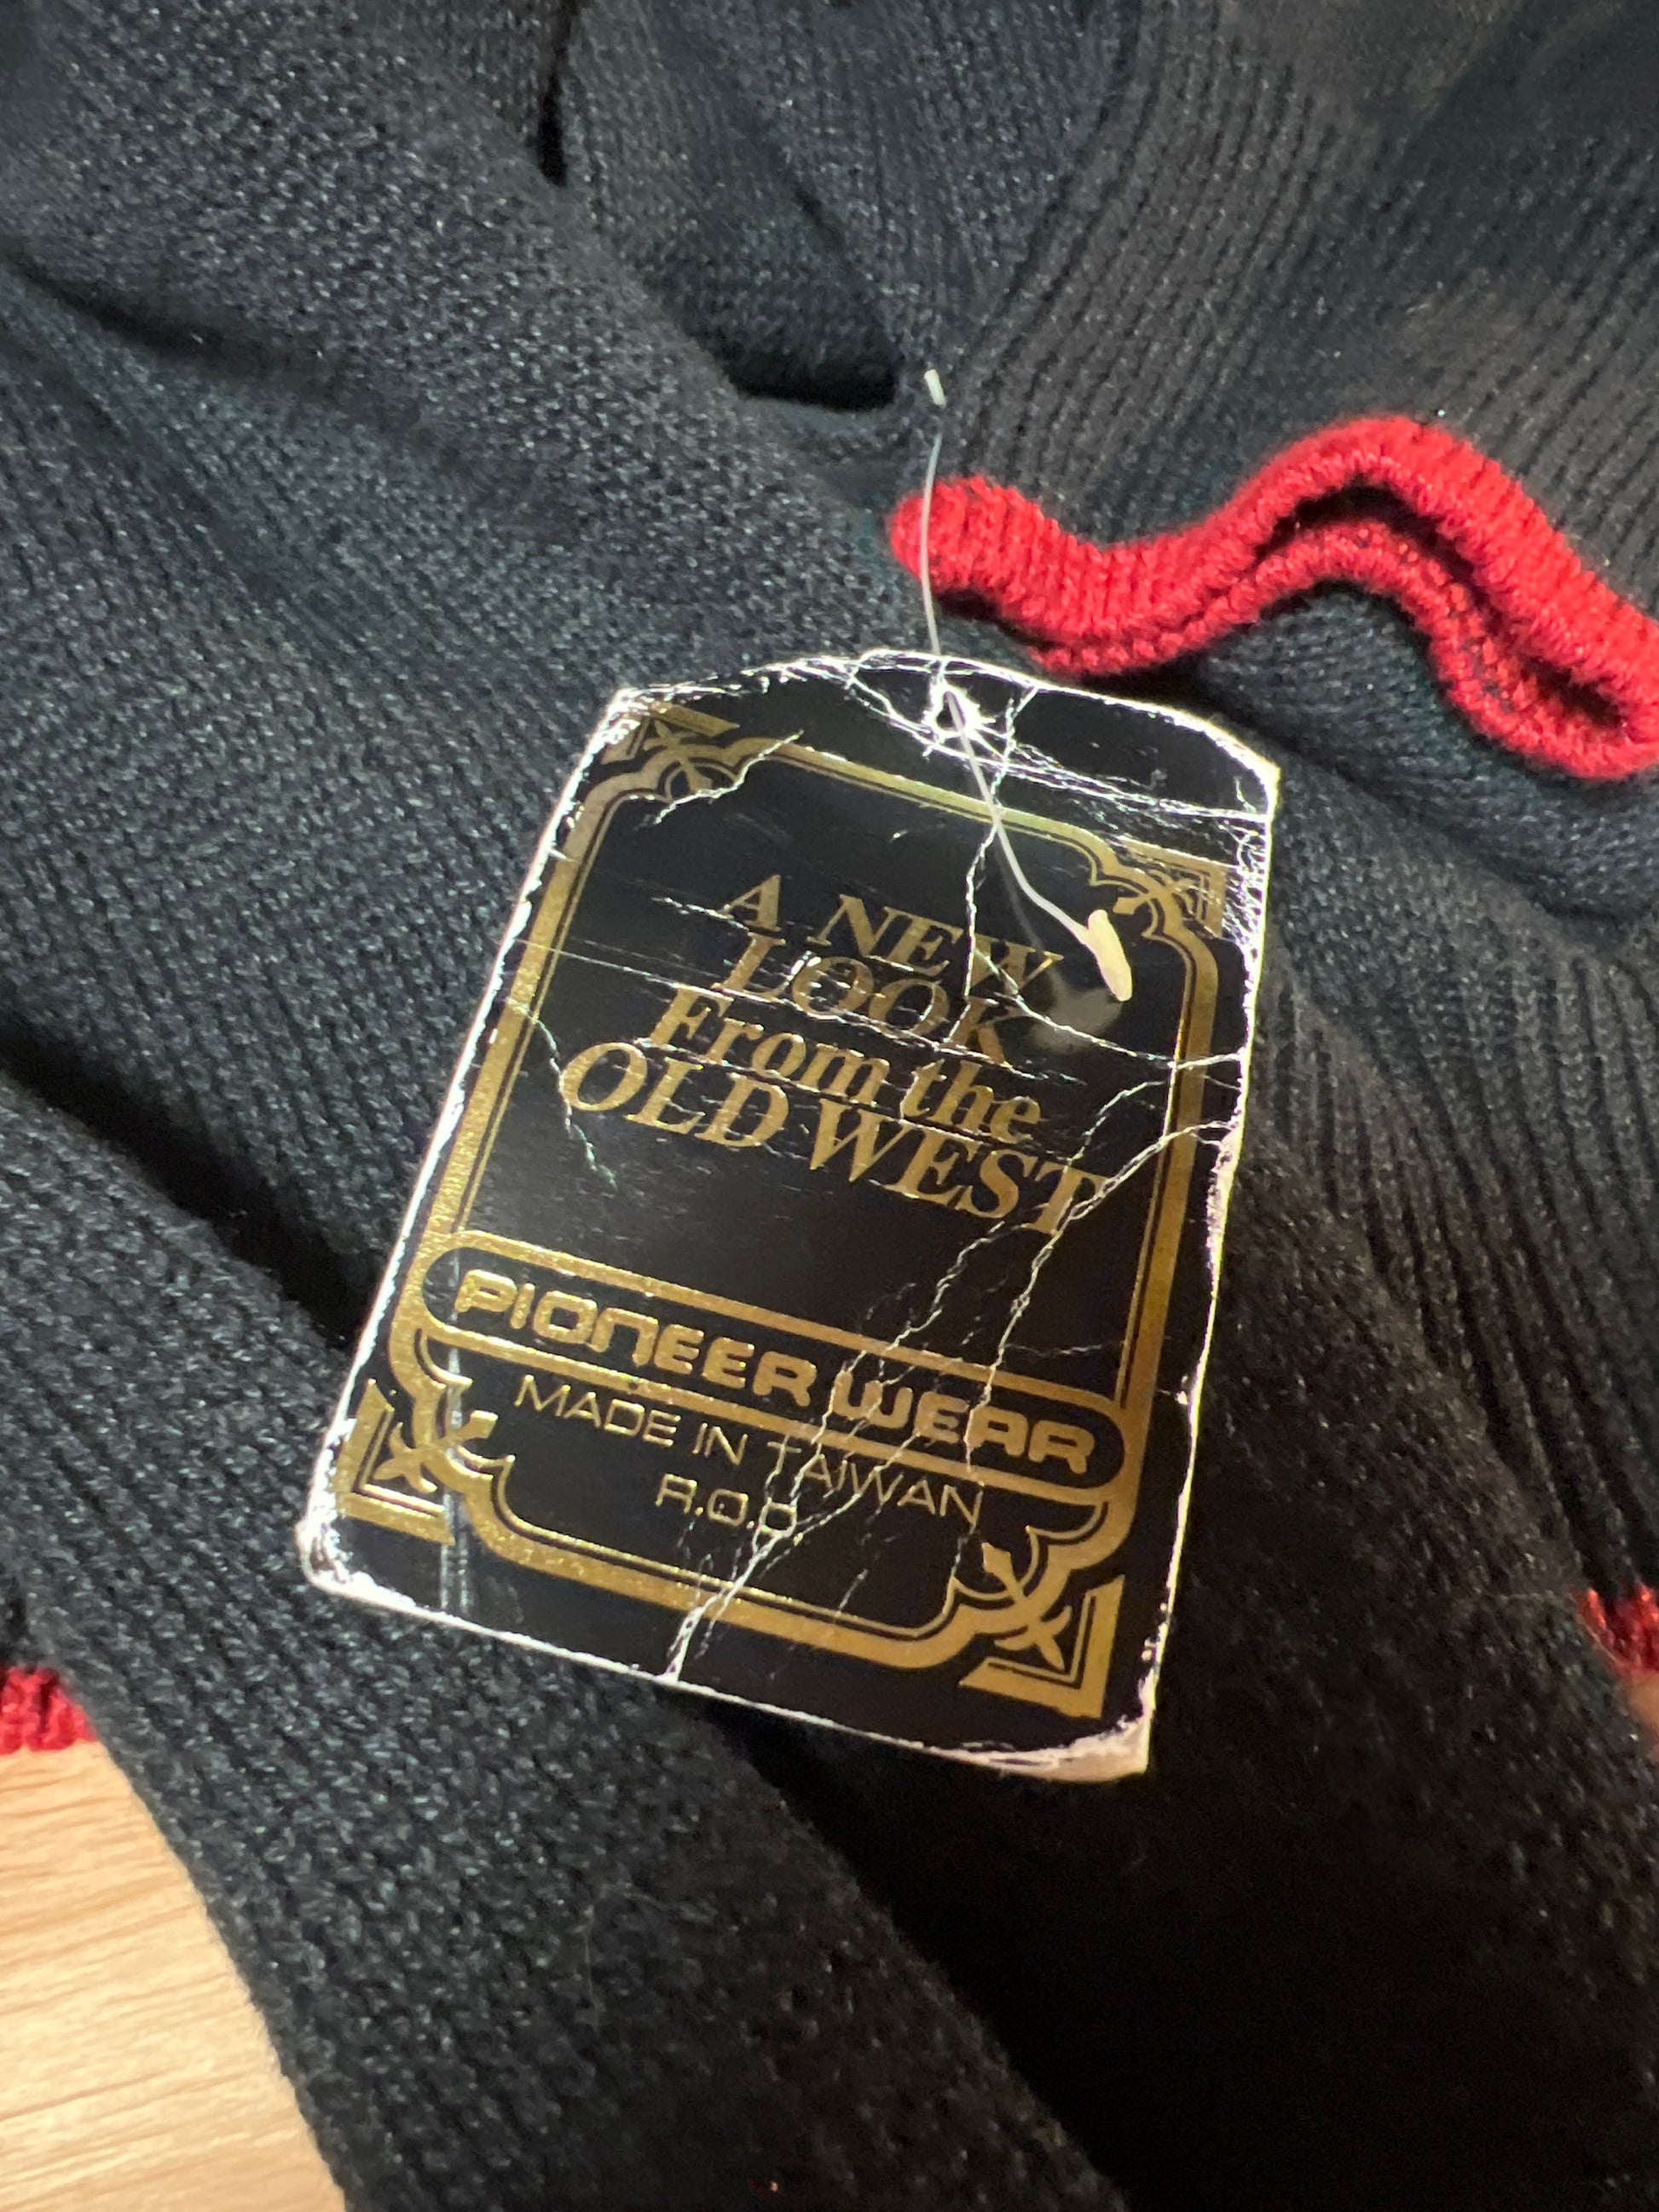 A NEW
LOOK
From the
OLD WEST
PIONEER WEAR
MADE IN TAIWAN
R.O.C